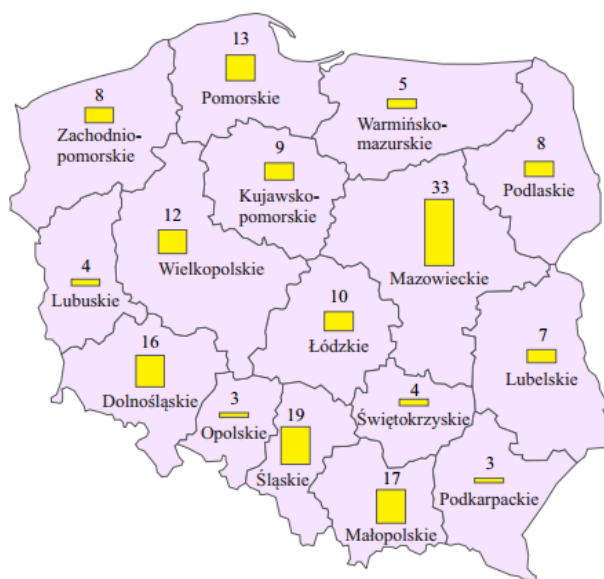 13
Pomorskie
8
Zachodnio-
pomorskie
5
Warmińsko-
mazurskie
9
Kujawsko-
pomorskie
8
Podlaskie
33
Mazowieckie
12
Wielkopolskie
4
Lubuskie
10
Łódzkie
7
Lubelskie
16
Dolnośląskie
3
Opolskie
19
Śląskie
4
Świętokrzyskie
17
Małopolskie
3
Podkarpackie